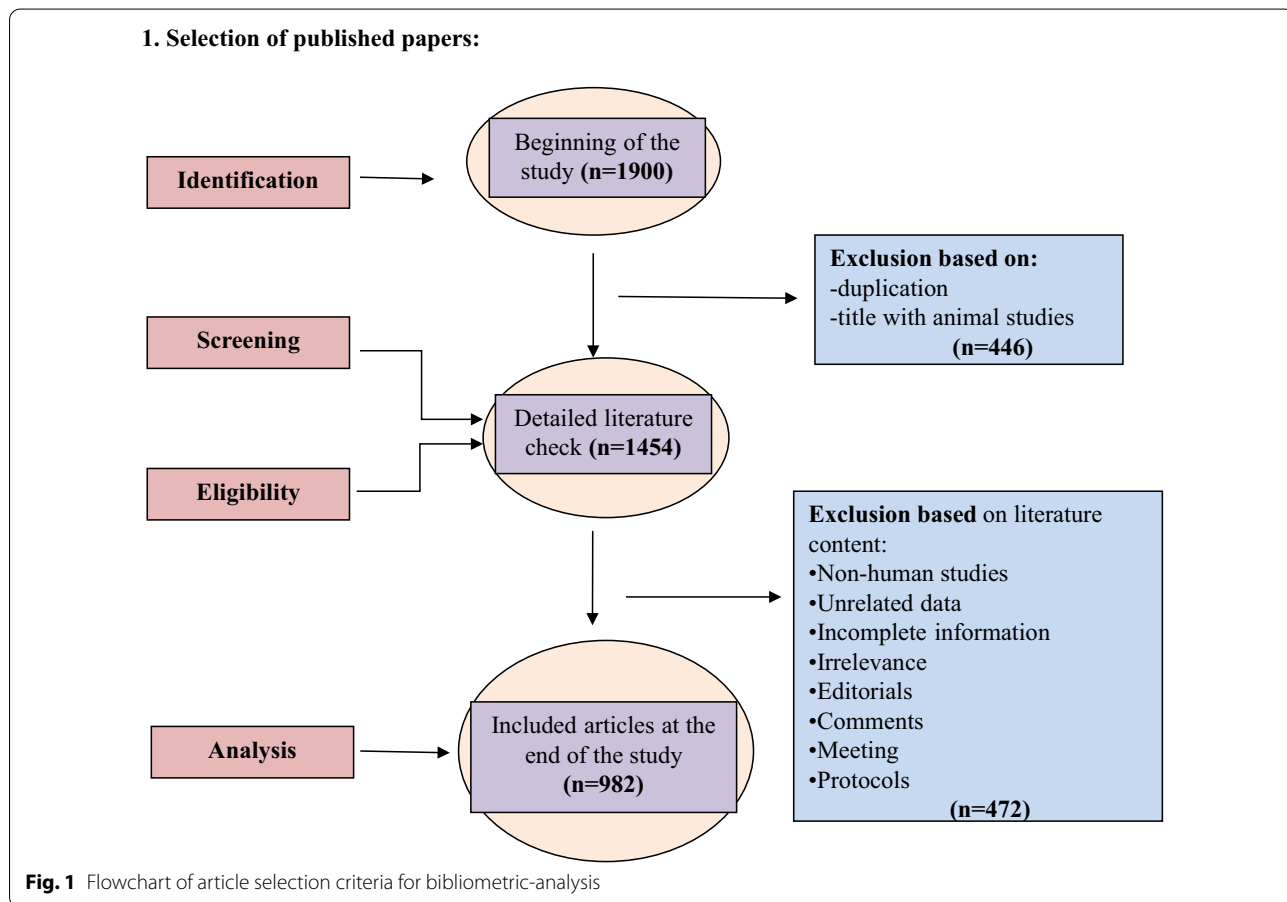 1. Selection of published papers:
Identification
Beginning of the
study (n=1900)
Exclusion based on:
-duplication
-title with animal studies
(n=446)
Screening
Detailed literature
check (n=1454)
Eligibility
Exclusion based on literature
content:
•Non-human studies
•Unrelated data
•Incomplete information
•Irrelevance
•Editorials
•Comments
•Meeting
•Protocols
(n=472)
Analysis
Included articles at the
end of the study
(n=982)
Fig. 1 Flowchart of article selection criteria for bibliometric-analysis